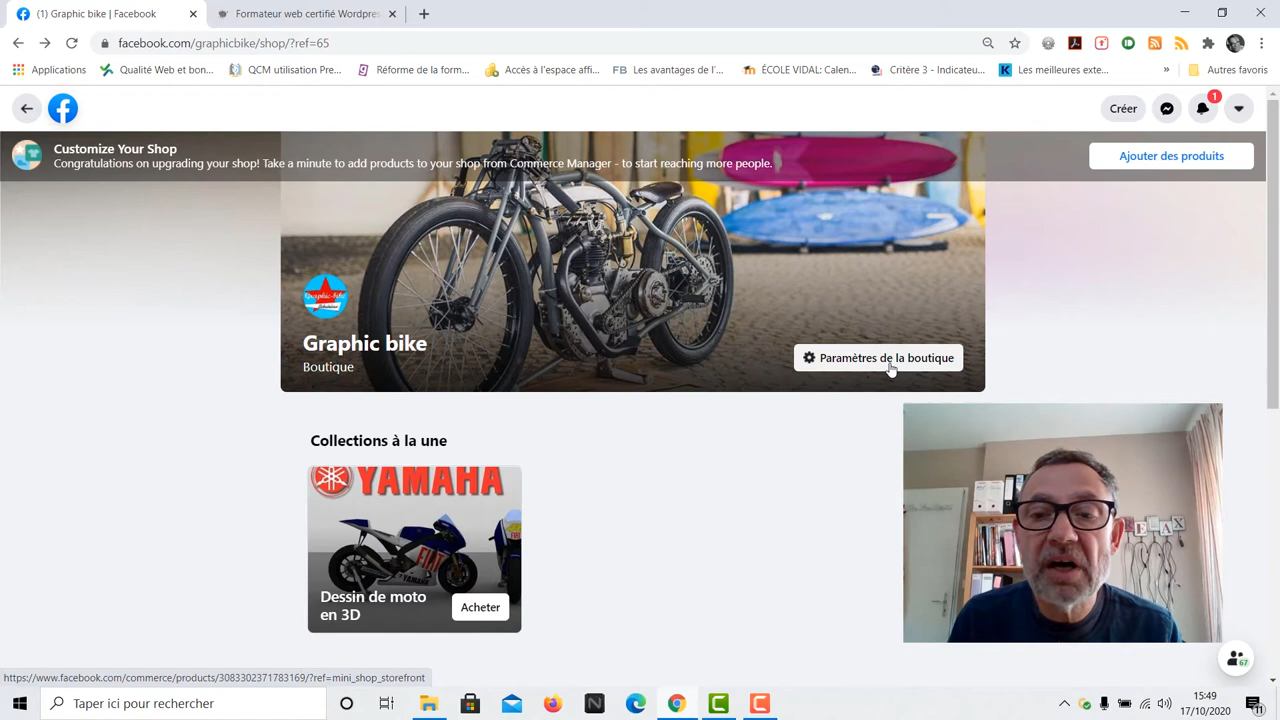 (1) Graphic bike | Facebook
Formateur web certifié Wordpres
facebook.com/graphicbike/shop/?ref=65
Applications
Qualité Web et bon...
QCM utilisation Pre...
Réforme de la form...
Accès à l'espace affi...
FB Les avantages de l'...
ÉCOLE VIDAL: Calen...
Critère 3 - Indicateu...
K Les meilleures exte...
»
Autres favoris
Créer
1
Customize Your Shop
Congratulations on upgrading your shop! Take a minute to add products to your shop from Commerce Manager - to start reaching more people.
Ajouter des produits
Graphic-bike
Graphic bike
Boutique
Paramètres de la boutique
Collections à la une
YAMAHA
FIAT
Dessin de moto
en 3D
Acheter
67
https://www.facebook.com/commerce/products/3083302371783169/?ref=mini_shop_storefront
Taper ici pour rechercher
15:49
17/10/2020
11